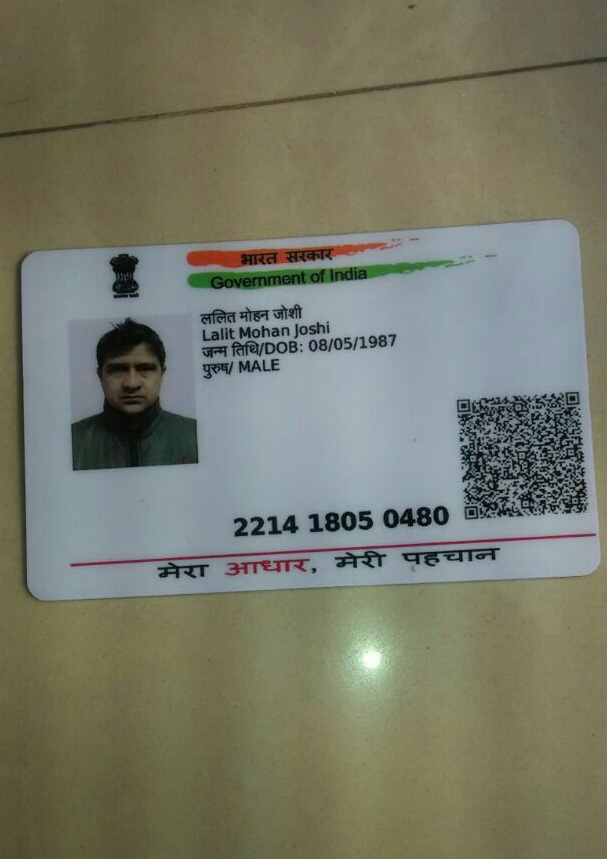 भारत सरकार
Government of India
ललित मोहन जोशी
Lalit Mohan Joshi
जन्म तिथि/DOB: 08/05/1987
पुरुष/ MALE
2214 1805 0480
मेरा आधार, मेरी पहचान